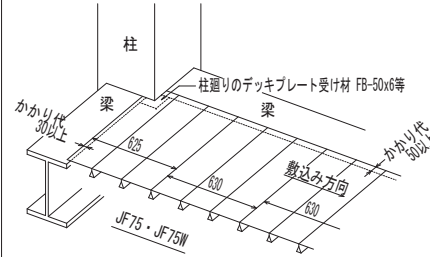 柱
柱廻りのデッキプレート受け材 FB-50x6等
梁
梁
かかり代
30以上
625
630
630
敷込み方向
かかり代
50以上
JF75・JF75W